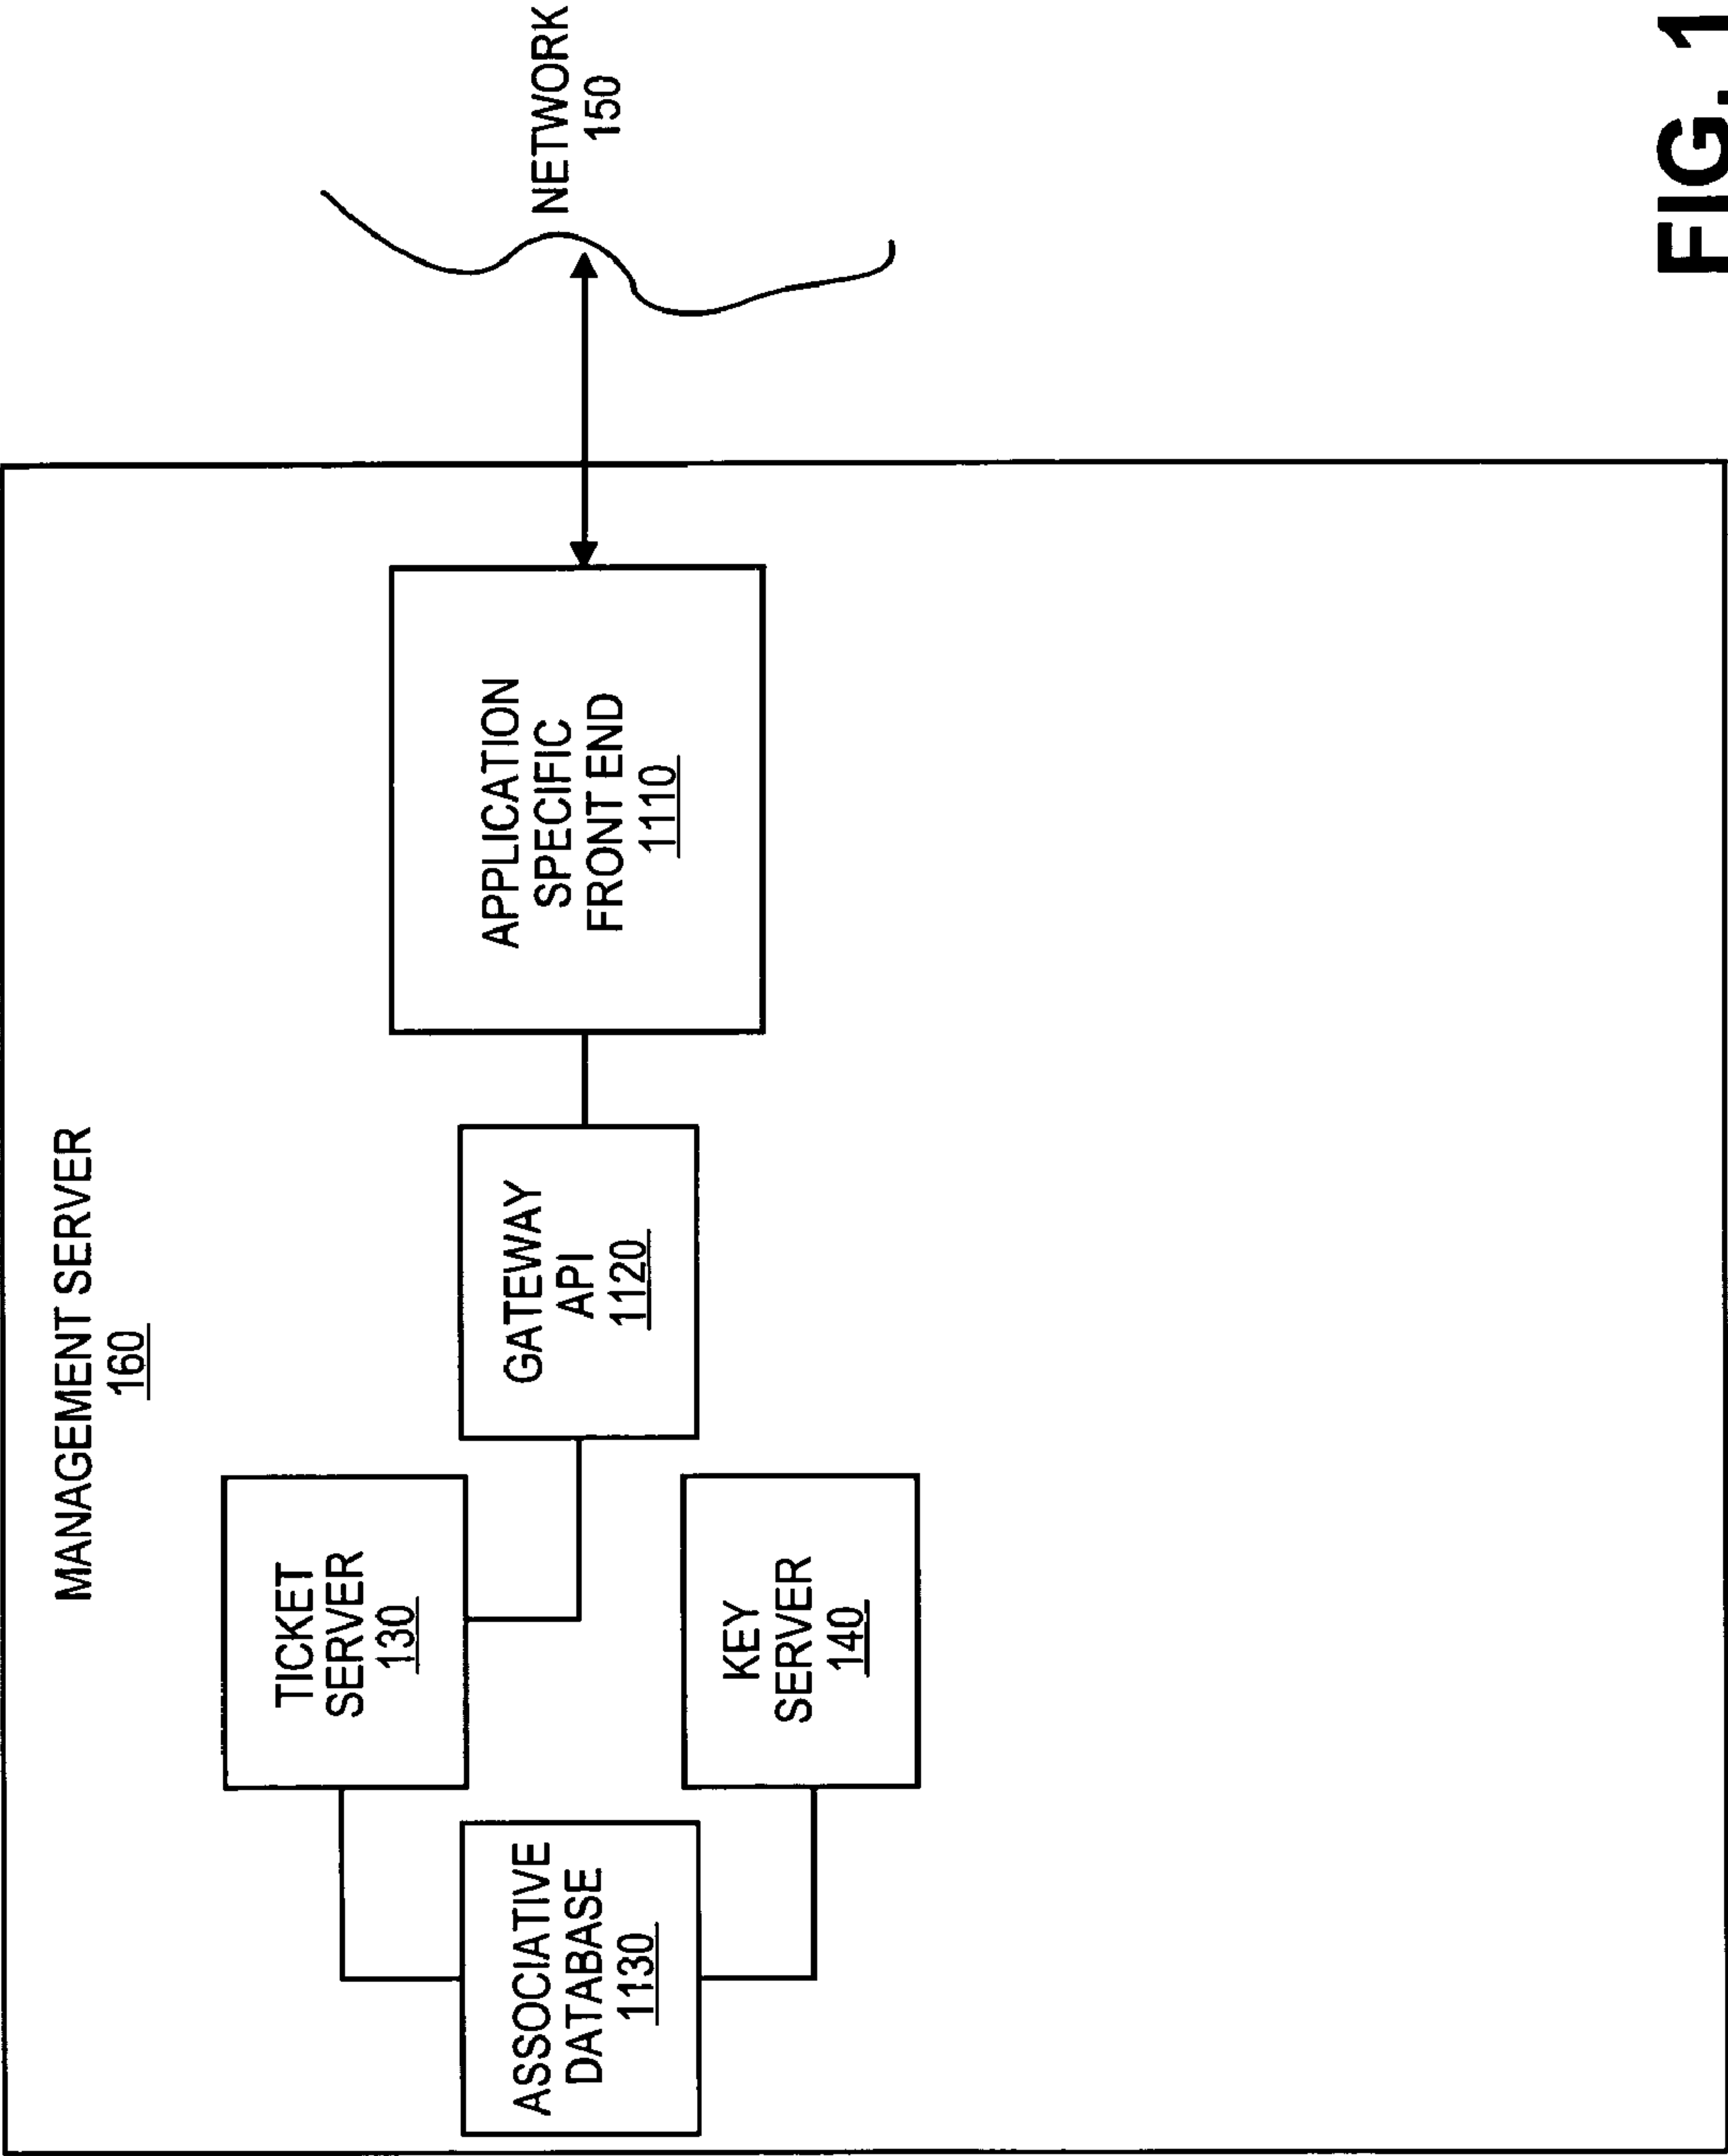 MANAGEMENT SERVER
160
TICKET
SERVER
130
ASSOCIATIVE
DATABASE
1130
GATEWAY
API
1120
APPLICATION
SPECIFIC
FRONT END
1110
NETWORK
150
KEY
SERVER
140
FIG. 1